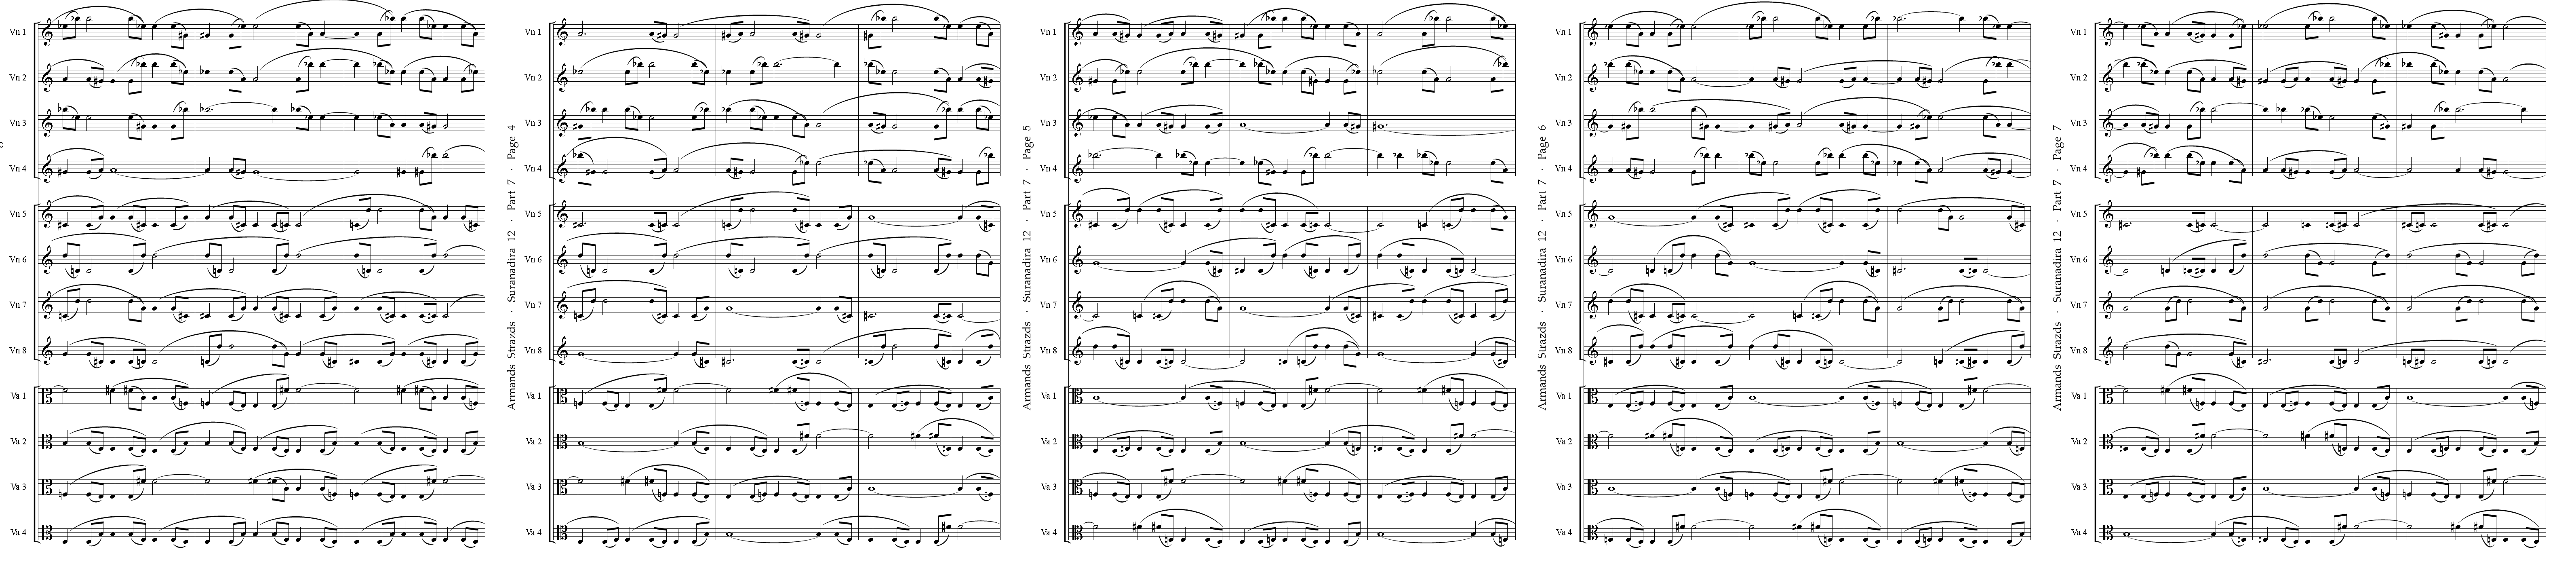 Vn 1
Vn 2
Vn 3
Vn 4
Vn 5
Vn 6
Vn 7
Vn 8
Va 1
Va 2
Va 3
Va 4
Armands Strazds · Suranadira 12 · Part 7 · Page 4
Vn 1
Vn 2
Vn 3
Vn 4
Vn 5
Vn 6
Vn 7
Vn 8
Va 1
Va 2
Va 3
Va 4
Armands Strazds · Suranadira 12 · Part 7 · Page 5
Vn 1
Vn 2
Vn 3
Vn 4
Vn 5
Vn 6
Vn 7
Vn 8
Va 1
Va 2
Va 3
Va 4
Armands Strazds · Suranadira 12 · Part 7 · Page 6
Vn 1
Vn 2
Vn 3
Vn 4
Vn 5
Vn 6
Vn 7
Vn 8
Va 1
Va 2
Va 3
Va 4
Armands Strazds · Suranadira 12 · Part 7 · Page 7
Vn 1
Vn 2
Vn 3
Vn 4
Vn 5
Vn 6
Vn 7
Vn 8
Va 1
Va 2
Va 3
Va 4